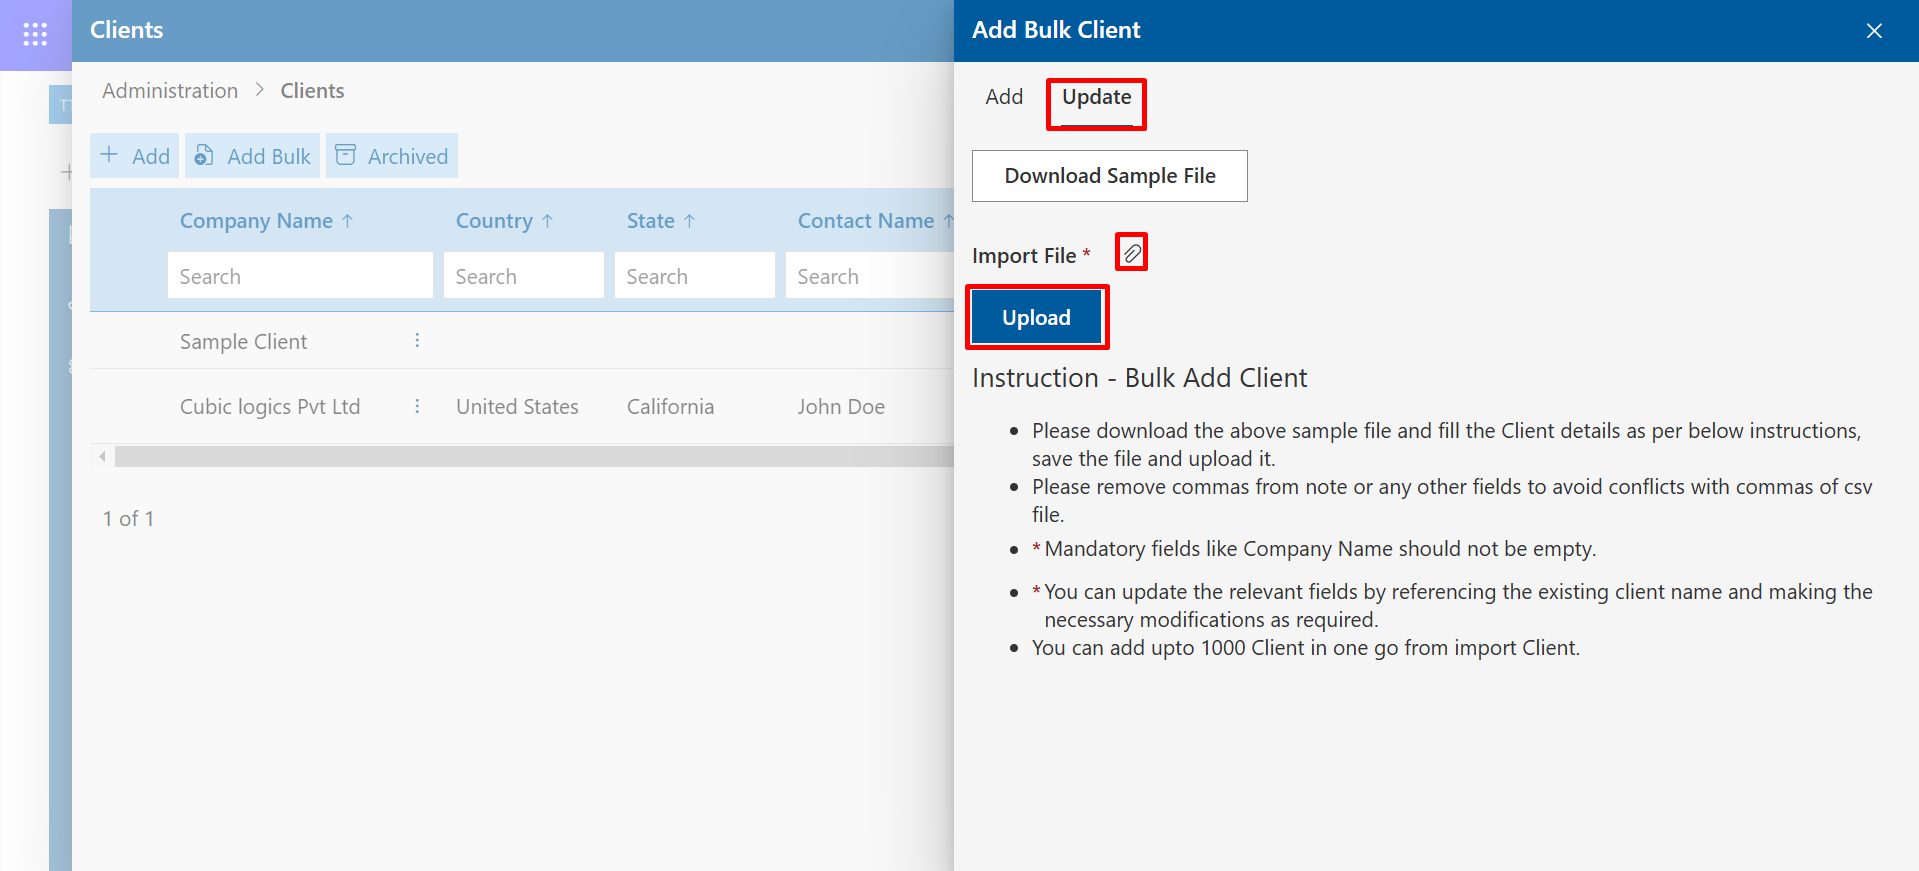 Clients
Administration > Clients
+ Add Add Bulk Archived
Company Name ↑ Country ↑ State ↑ Contact Name ↑
Search Search Search Search
Sample Client
Cubic logics Pvt Ltd United States California John Doe
1 of 1
Add Bulk Client
Add Update
Download Sample File
Import File *
Upload
Instruction - Bulk Add Client
• Please download the above sample file and fill the Client details as per below instructions,
save the file and upload it.
• Please remove commas from note or any other fields to avoid conflicts with commas of csv
file.
• * Mandatory fields like Company Name should not be empty.
• * You can update the relevant fields by referencing the existing client name and making the
necessary modifications as required.
• You can add upto 1000 Client in one go from import Client.